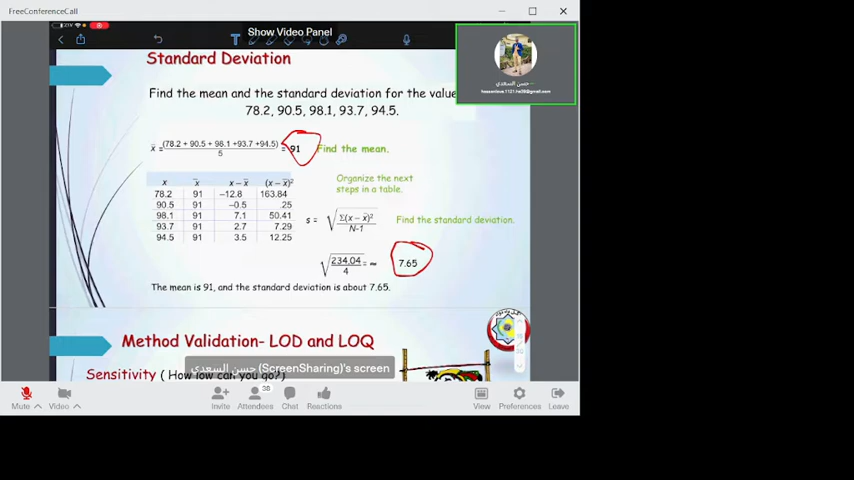 FreeConferenceCall
Show Video Panel
T
Standard Deviation
Find the mean and the standard deviation for the value
78.2, 90.5, 98.1, 93.7, 94.5.
x̄ = (78.2 + 90.5 + 98.1 +93.7 +94.5) / 5 = 91 Find the mean.
x x̄ x – x̄ (x – x̄)²
78.2 91 –12.8 163.84
90.5 91 –0.5 .25
98.1 91 7.1 50.41
93.7 91 2.7 7.29
94.5 91 3.5 12.25
Organize the next
steps in a table.
s = √(Σ(x – x̄)² / N-1) Find the standard deviation.
√(234.04 / 4) = ≈ 7.65
The mean is 91, and the standard deviation is about 7.65.
Method Validation- LOD and LOQ
Sensitivity ( How low can you go?)
حسن السعدي (ScreenSharing)'s screen
حسن السعدي
Mute Video Invite Attendees 38 Chat Reactions View Preferences Leave